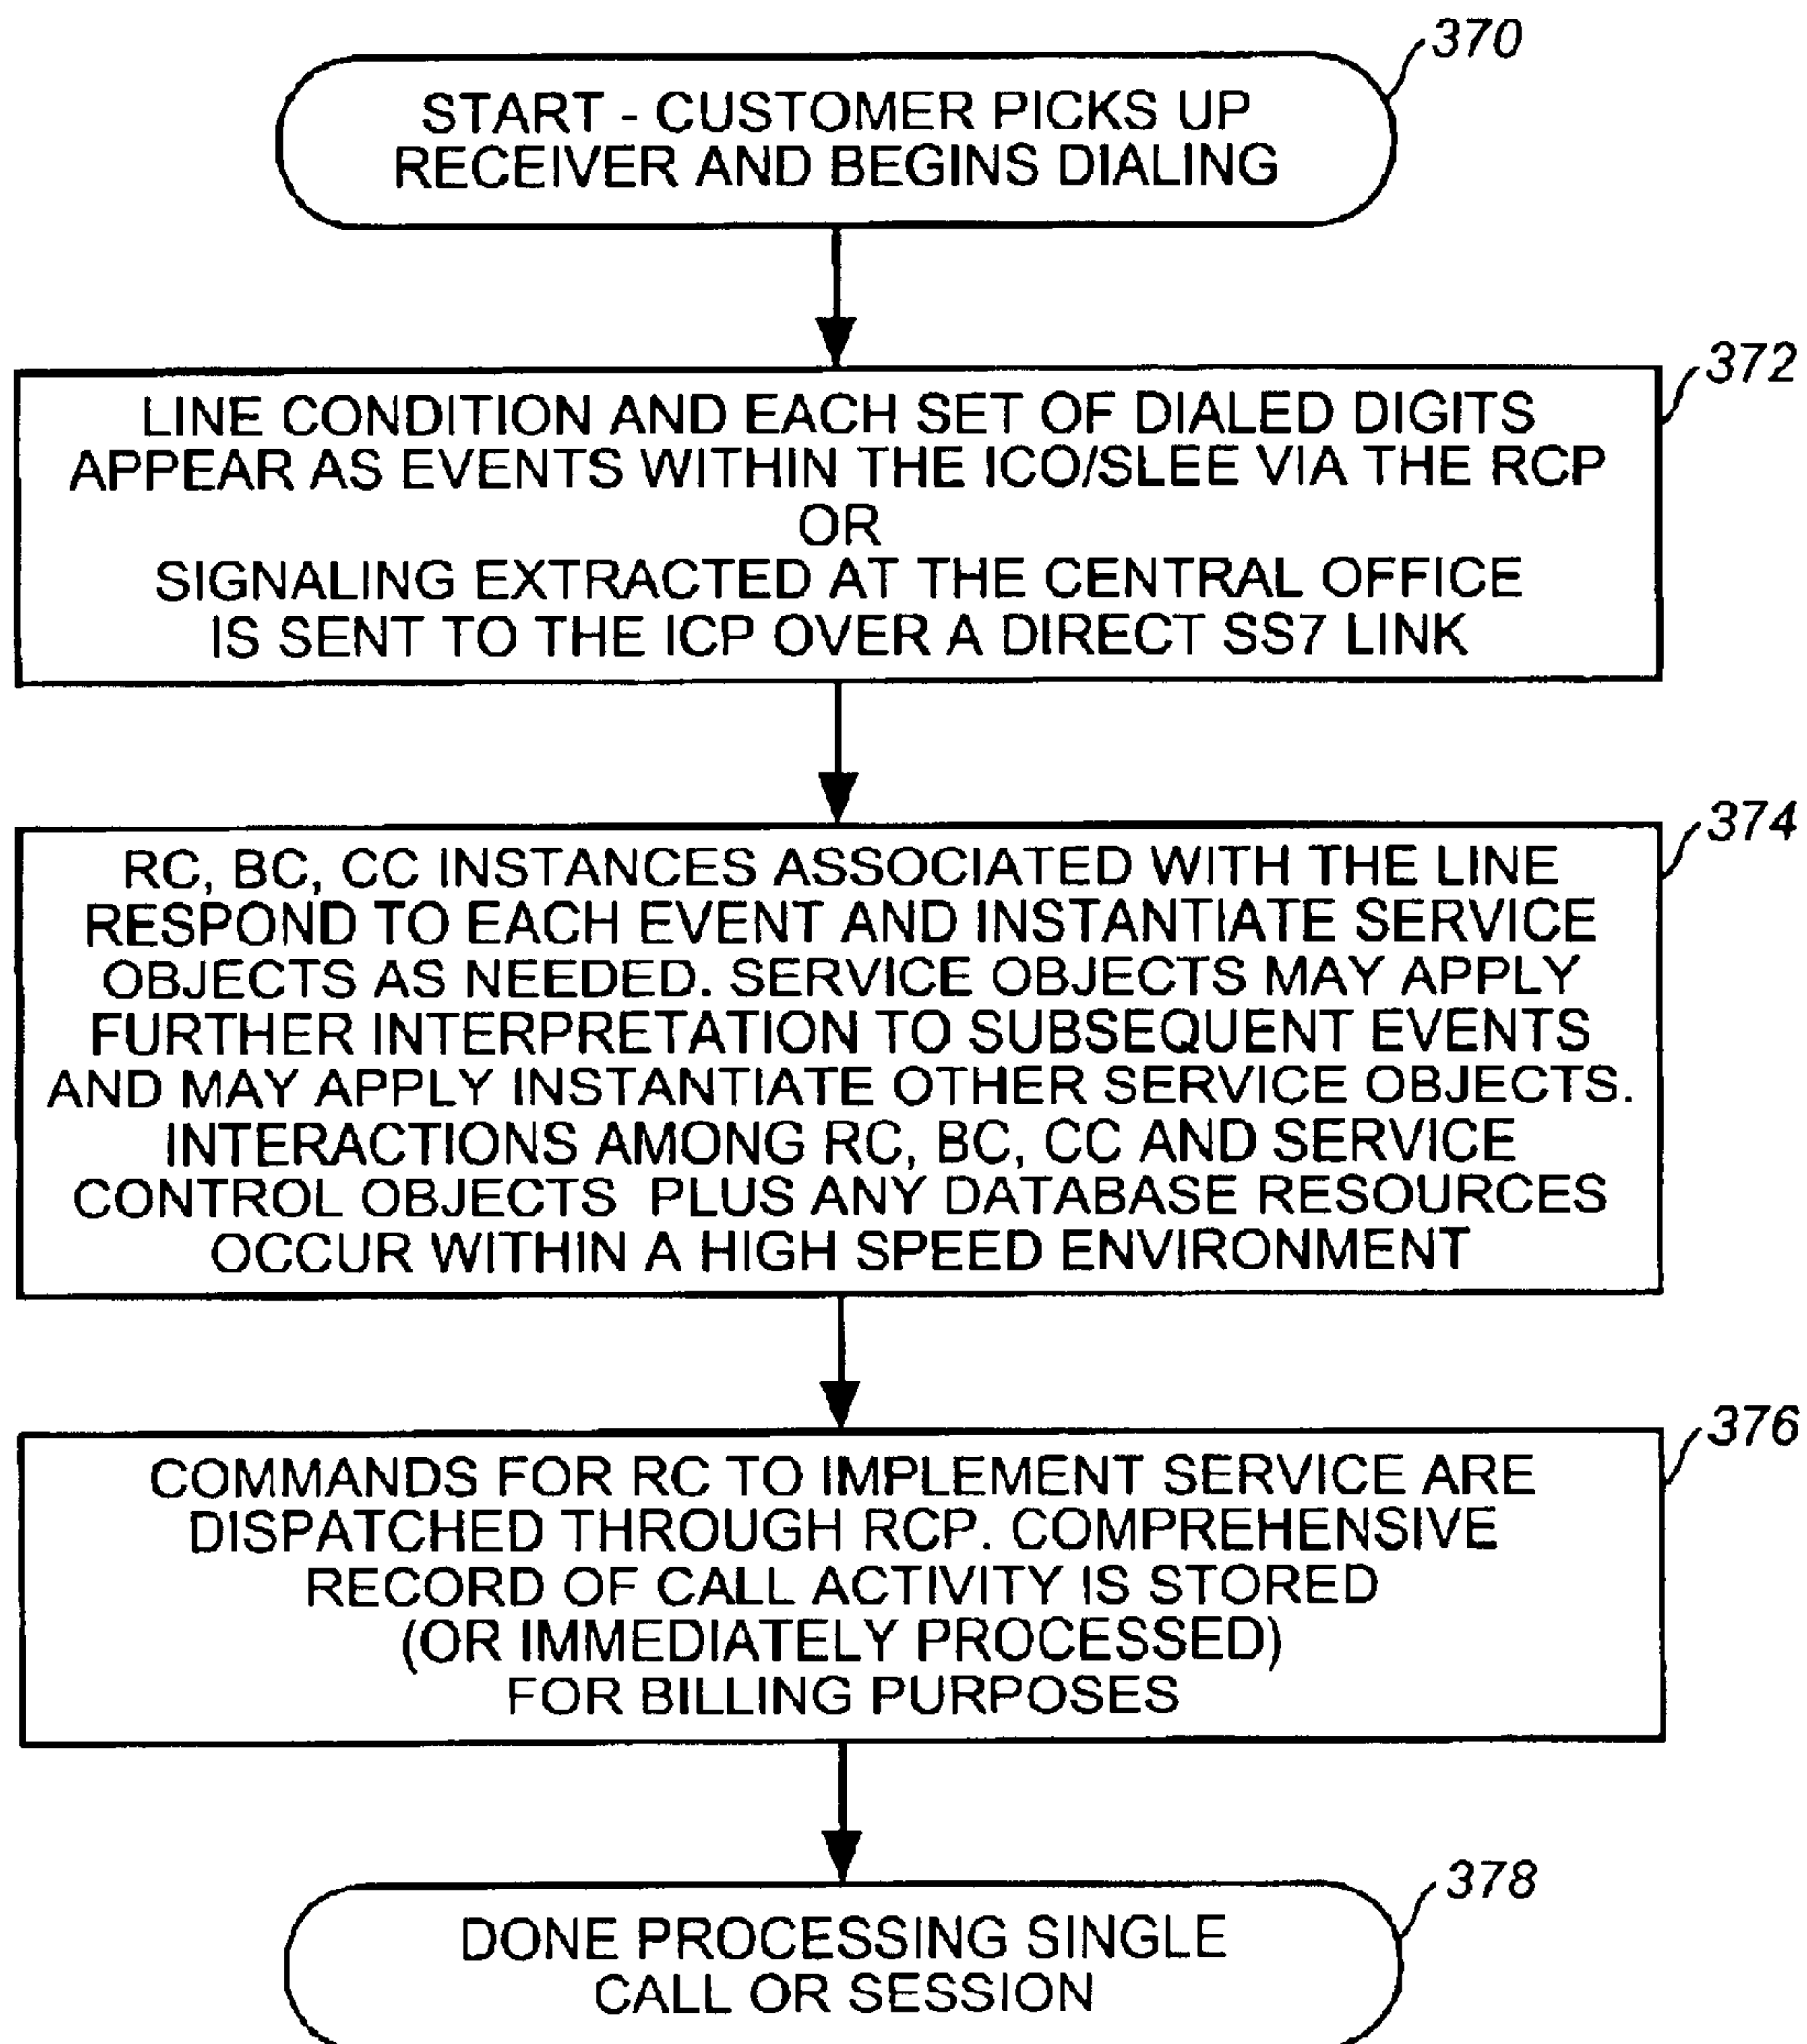 370
START - CUSTOMER PICKS UP
RECEIVER AND BEGINS DIALING
372
LINE CONDITION AND EACH SET OF DIALED DIGITS
APPEAR AS EVENTS WITHIN THE ICO/SLEE VIA THE RCP
OR
SIGNALING EXTRACTED AT THE CENTRAL OFFICE
IS SENT TO THE ICP OVER A DIRECT SS7 LINK
374
RC, BC, CC INSTANCES ASSOCIATED WITH THE LINE
RESPOND TO EACH EVENT AND INSTANTIATE SERVICE
OBJECTS AS NEEDED. SERVICE OBJECTS MAY APPLY
FURTHER INTERPRETATION TO SUBSEQUENT EVENTS
AND MAY APPLY INSTANTIATE OTHER SERVICE OBJECTS.
INTERACTIONS AMONG RC, BC, CC AND SERVICE
CONTROL OBJECTS PLUS ANY DATABASE RESOURCES
OCCUR WITHIN A HIGH SPEED ENVIRONMENT
376
COMMANDS FOR RC TO IMPLEMENT SERVICE ARE
DISPATCHED THROUGH RCP. COMPREHENSIVE
RECORD OF CALL ACTIVITY IS STORED
(OR IMMEDIATELY PROCESSED)
FOR BILLING PURPOSES
378
DONE PROCESSING SINGLE
CALL OR SESSION